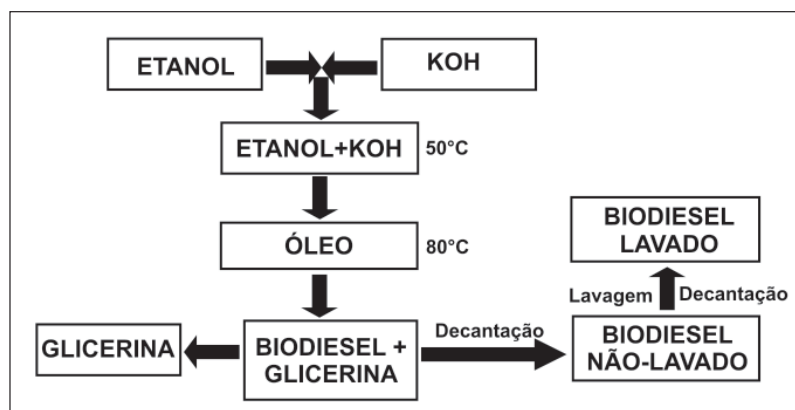 ETANOL
KOH
ETANOL+KOH
50°C
ÓLEO
80°C
BIODIESEL
LAVADO
Lavagem
Decantação
GLICERINA
BIODIESEL +
GLICERINA
Decantação
BIODIESEL
NÃO-LAVADO